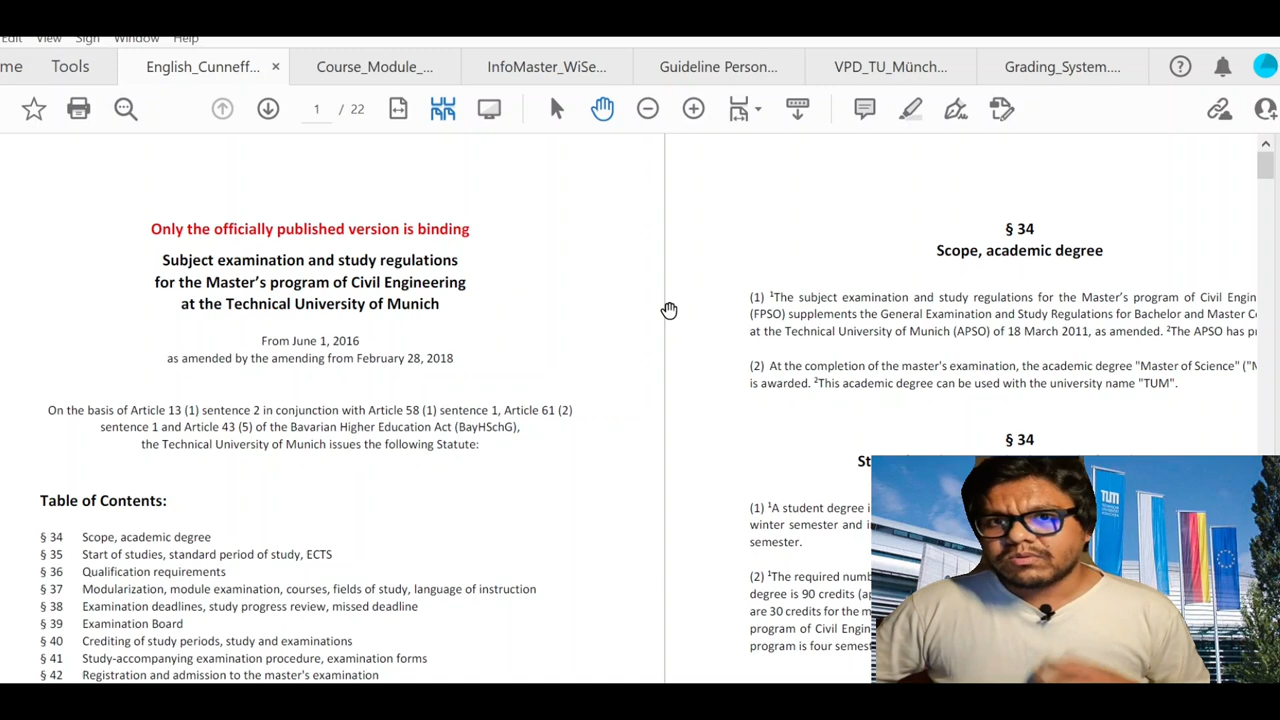 Edit View Sign Window Help
me Tools English_Cunneff... × Course_Module_... InfoMaster_WiSe... Guideline Person... VPD_TU_Münch... Grading_System....
1 / 22
Only the officially published version is binding
Subject examination and study regulations
for the Master's program of Civil Engineering
at the Technical University of Munich
From June 1, 2016
as amended by the amending from February 28, 2018
On the basis of Article 13 (1) sentence 2 in conjunction with Article 58 (1) sentence 1, Article 61 (2)
sentence 1 and Article 43 (5) of the Bavarian Higher Education Act (BayHSchG),
the Technical University of Munich issues the following Statute:
Table of Contents:
§ 34 Scope, academic degree
§ 35 Start of studies, standard period of study, ECTS
§ 36 Qualification requirements
§ 37 Modularization, module examination, courses, fields of study, language of instruction
§ 38 Examination deadlines, study progress review, missed deadline
§ 39 Examination Board
§ 40 Crediting of study periods, study and examinations
§ 41 Study-accompanying examination procedure, examination forms
§ 42 Registration and admission to the master's examination
§ 34
Scope, academic degree
(1) 1The subject examination and study regulations for the Master's program of Civil Engin
(FPSO) supplements the General Examination and Study Regulations for Bachelor and Master Co
at the Technical University of Munich (APSO) of 18 March 2011, as amended. 2The APSO has pr
(2) At the completion of the master's examination, the academic degree "Master of Science" ("M
is awarded. 2This academic degree can be used with the university name "TUM".
§ 34
St
(1) 1A student degree i
winter semester and i
semester.
(2) 1The required numb
degree is 90 credits (a
are 30 credits for the m
program of Civil Engin
program is four semes
TUM